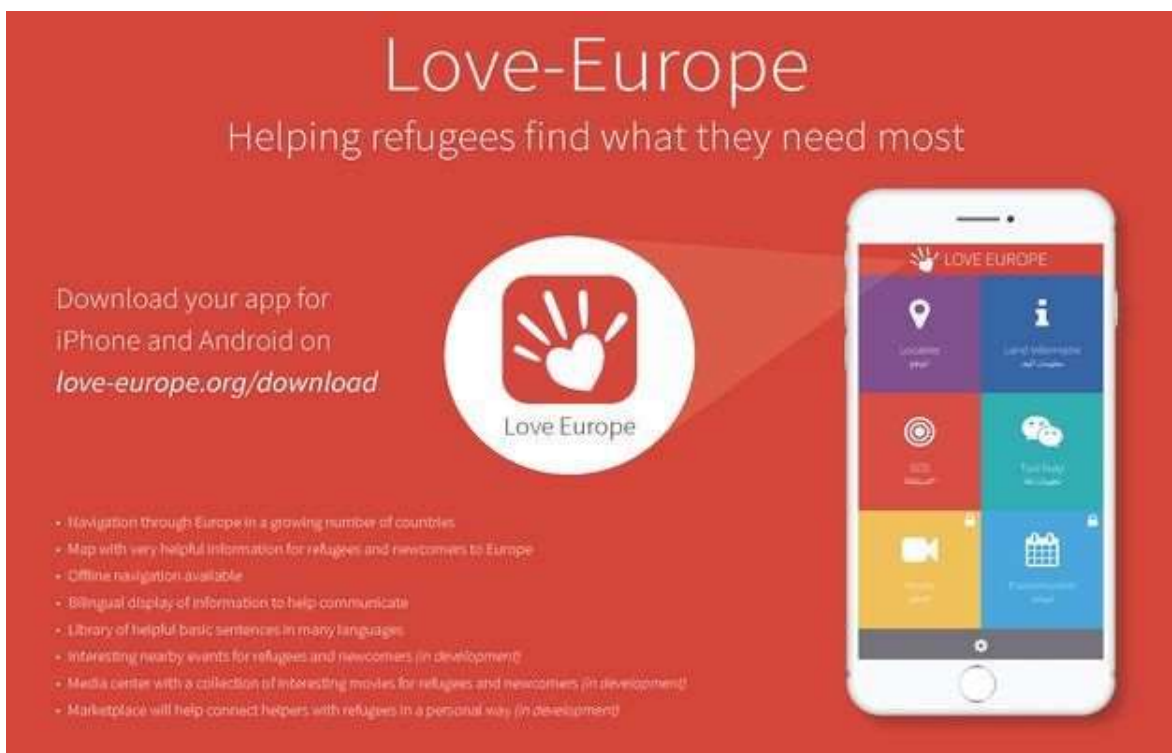 Love-Europe
Helping refugees find what they need most
Download your app for
iPhone and Android on
love-europe.org/download
Love Europe
LOVE EUROPE
Land Informatie
SOS
• Navigation through Europe in a growing number of countries
• Map with very helpful information for refugees and newcomers to Europe
• Offline navigation available
• Bilingual display of information to help communicate
• Library of helpful basic sentences in many languages
• Interesting nearby events for refugees and newcomers (in development)
• Media center with a collection of interesting movies for refugees and newcomers (in development)
• Marketplace will help connect helpers with refugees in a personal way (in development)